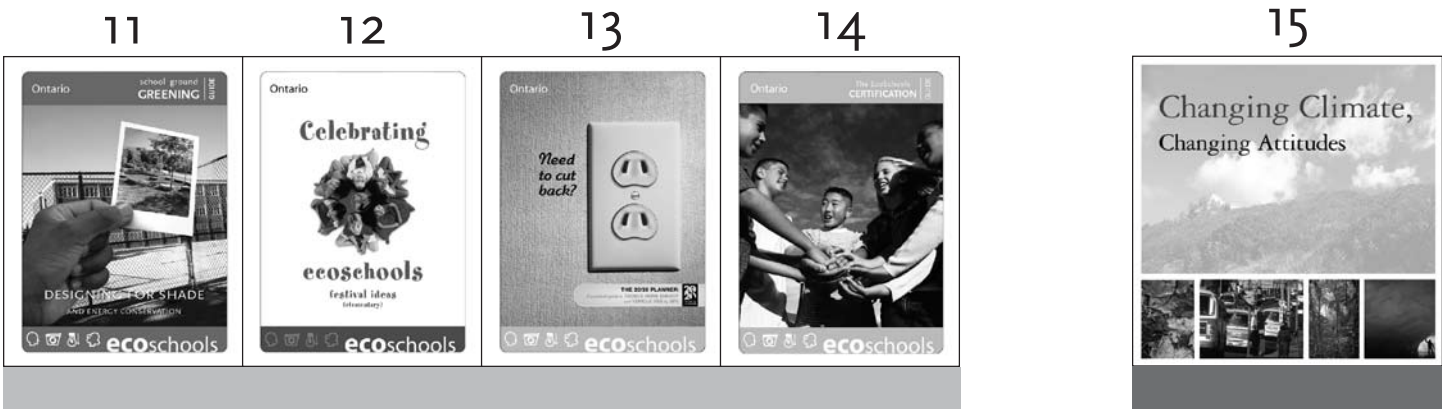 11
12
13
14
15
Ontario
school ground
GREENING
GUIDE
DESIGNING FOR SHADE
AND ENERGY CONSERVATION
ecoschools
Ontario
Celebrating
ecoschools
festival ideas
(elementary)
ecoschools
Ontario
Need
to cut
back?
THE 20/20 PLANNER
ecoschools
Ontario
The EcoSchools
CERTIFICATION
ecoschools
Changing Climate,
Changing Attitudes